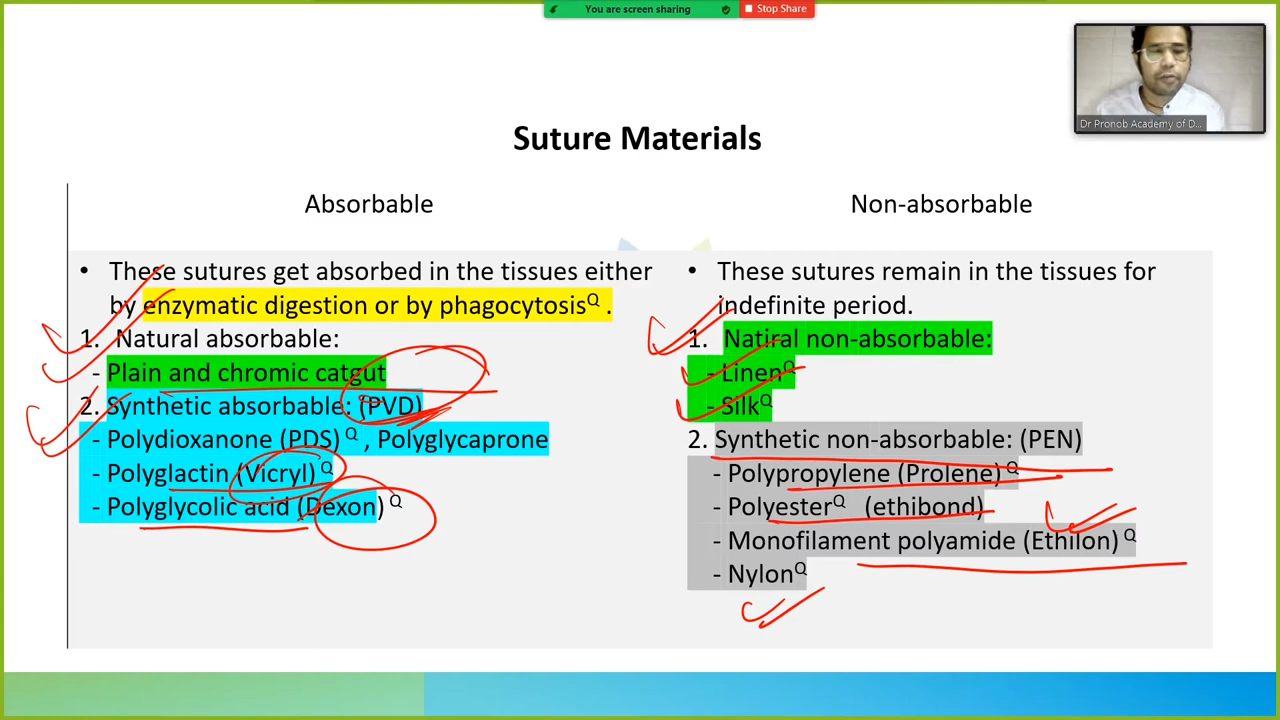 You are screen sharing
Stop Share
Dr Pronob Academy of D...
Suture Materials
Absorbable
• These sutures get absorbed in the tissues either
by enzymatic digestion or by phagocytosisQ .
1. Natural absorbable:
- Plain and chromic catgut
2. Synthetic absorbable: (PVD)
- Polydioxanone (PDS) Q , Polyglycaprone
- Polyglactin (Vicryl) Q
- Polyglycolic acid (Dexon) Q
Non-absorbable
• These sutures remain in the tissues for
indefinite period.
1. Natiral non-absorbable:
- LinenQ
- SilkQ
2. Synthetic non-absorbable: (PEN)
- Polypropylene (Prolene) Q
- PolyesterQ (ethibond)
- Monofilament polyamide (Ethilon) Q
- NylonQ